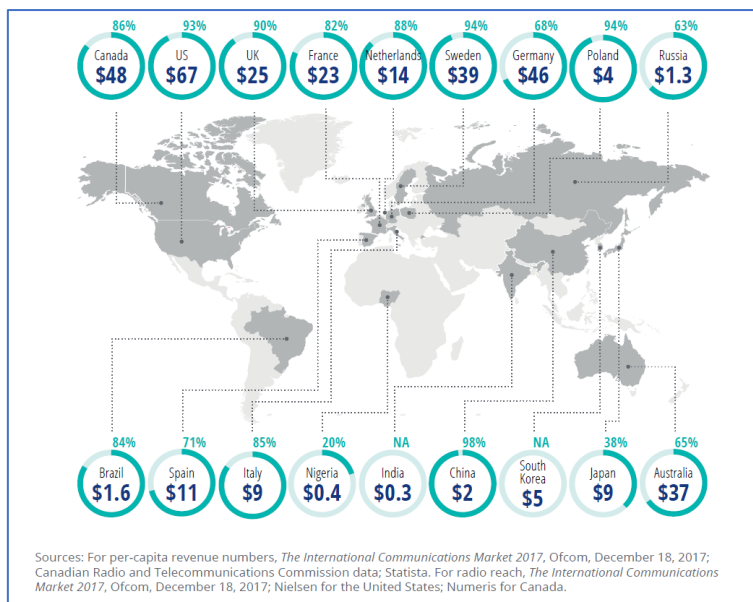 86% 93% 90% 82% 88% 94% 68% 94% 63%
Canada US UK France Netherlands Sweden Germany Poland Russia
$48 $67 $25 $23 $14 $39 $46 $4 $1.3
84% 71% 85% 20% NA 98% NA 38% 65%
Brazil Spain Italy Nigeria India China South Korea Japan Australia
$1.6 $11 $9 $0.4 $0.3 $2 $5 $9 $37
Sources: For per-capita revenue numbers, The International Communications Market 2017, Ofcom, December 18, 2017;
Canadian Radio and Telecommunications Commission data; Statista. For radio reach, The International Communications
Market 2017, Ofcom, December 18, 2017; Nielsen for the United States; Numeris for Canada.